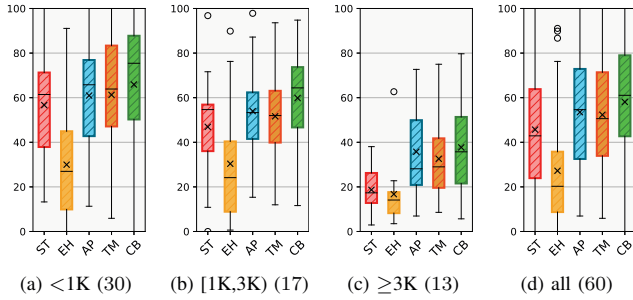 100 100 100 100
80 80 80 80
60 60 60 60
40 40 40 40
20 20 20 20
0 0 0 0
ST EH AP TM CB ST EH AP TM CB ST EH AP TM CB ST EH AP TM CB
(a) <1K (30) (b) [1K,3K) (17) (c) ≥3K (13) (d) all (60)